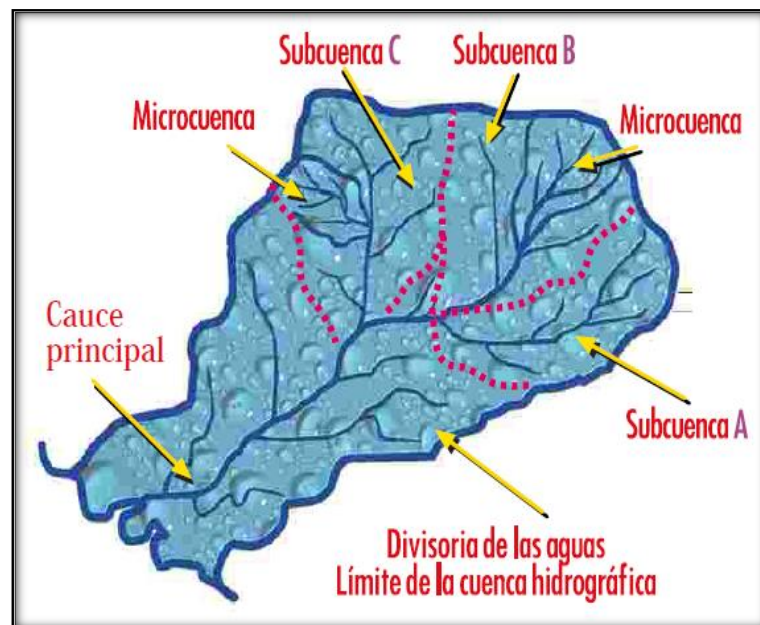 Subcuenca C
Subcuenca B
Microcuenca
Microcuenca
Cauce
principal
Subcuenca A
Divisoria de las aguas
Límite de la cuenca hidrográfica